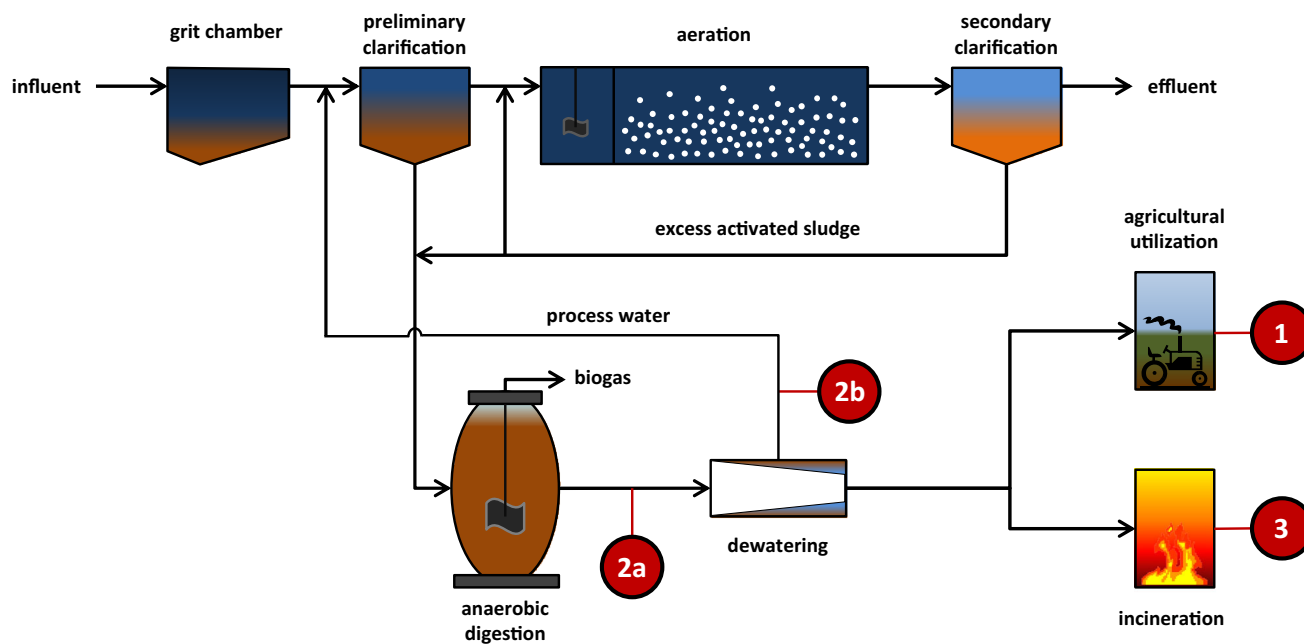 grit chamber
preliminary
clarification
aeration
secondary
clarification
influent
effluent
excess activated sludge
agricultural
utilization
process water
1
biogas
2b
2a
dewatering
3
anaerobic
digestion
incineration